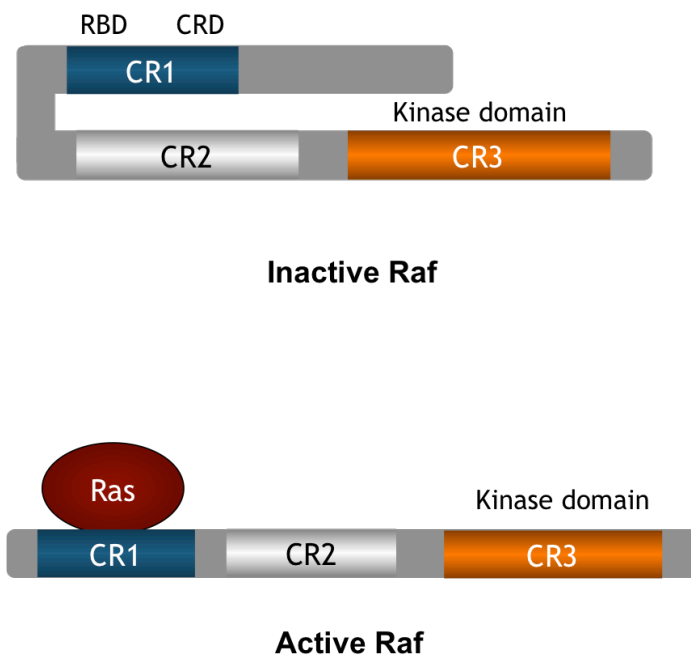 RBD CRD
CR1
Kinase domain
CR2 CR3
Inactive Raf
Ras
Kinase domain
CR1 CR2 CR3
Active Raf